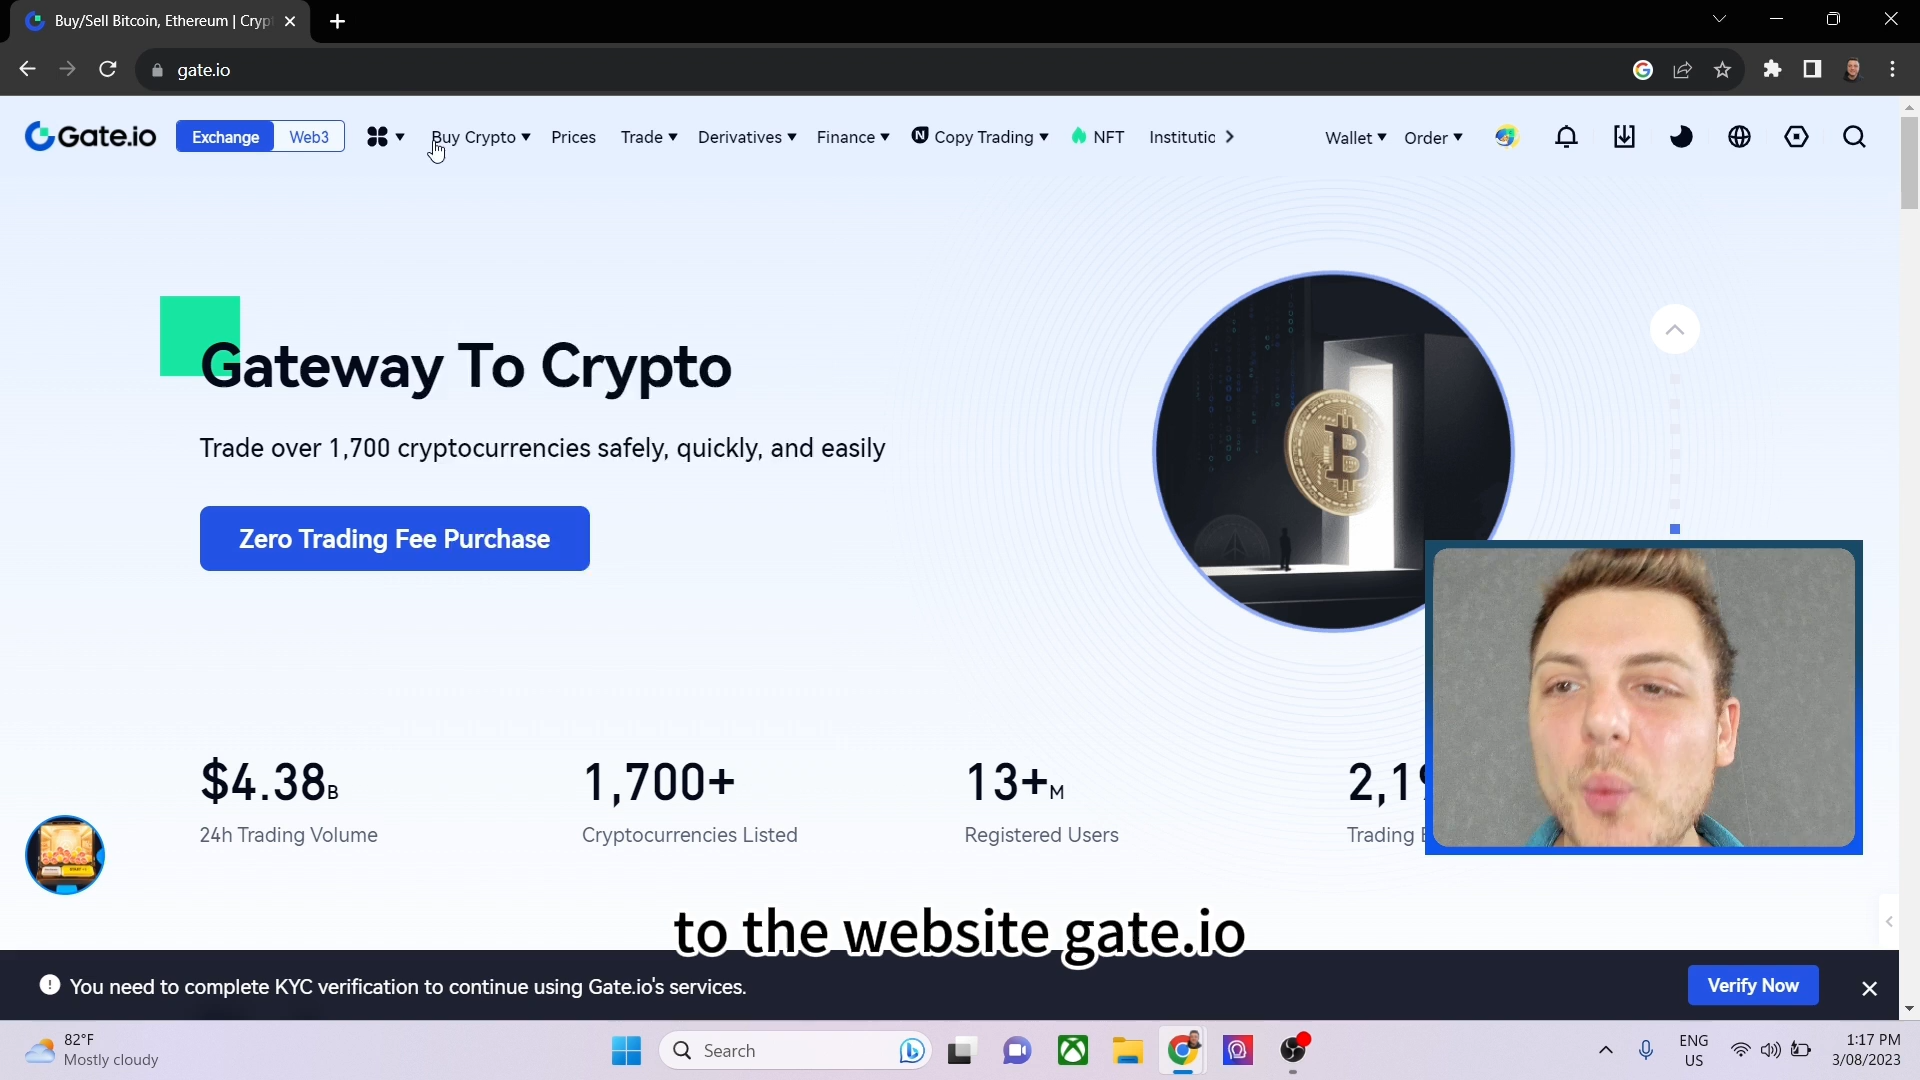 Buy/Sell Bitcoin, Ethereum | Cryp
gate.io
Gate.io
Exchange
Web3
Buy Crypto
Prices
Trade
Derivatives
Finance
Copy Trading
NFT
Institutio
Wallet
Order
Gateway To Crypto
Trade over 1,700 cryptocurrencies safely, quickly, and easily
Zero Trading Fee Purchase
$4.38B
24h Trading Volume
1,700+
Cryptocurrencies Listed
13+M
Registered Users
2,19
Trading
to the website gate.io
You need to complete KYC verification to continue using Gate.io's services.
Verify Now
82°F
Mostly cloudy
Search
ENG
US
1:17 PM
3/08/2023